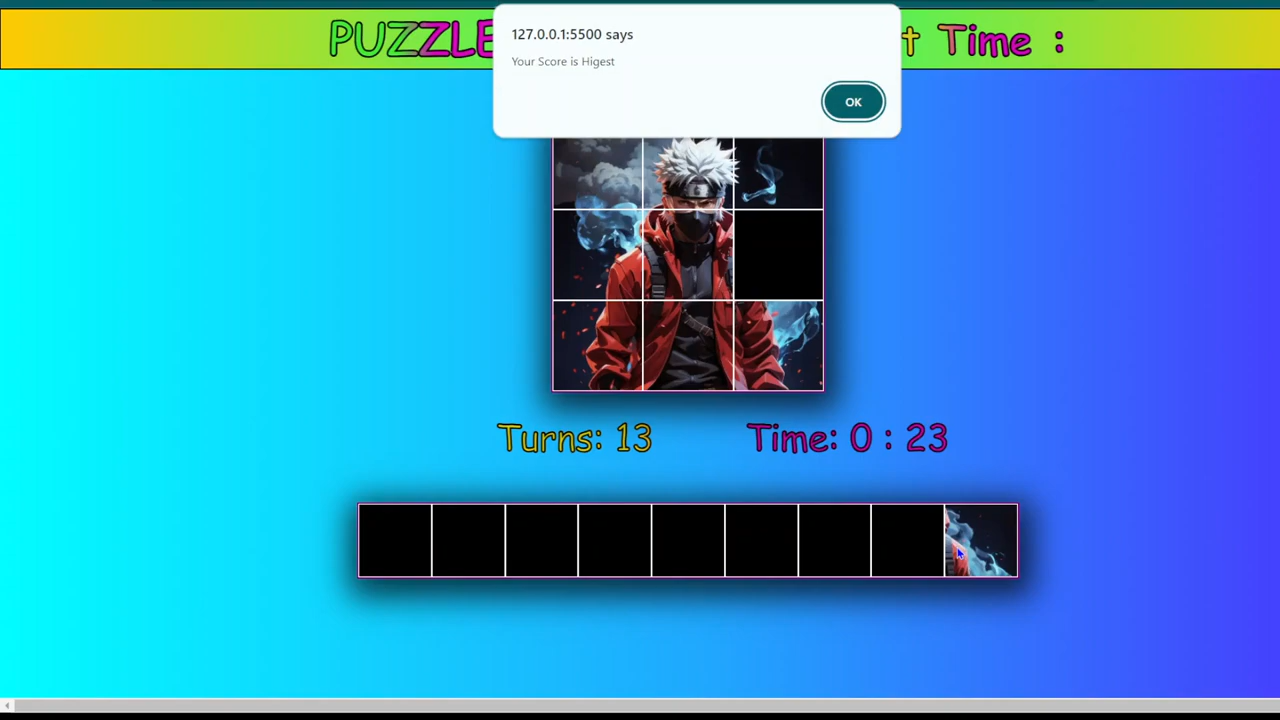 PUZZLE
t Time :
127.0.0.1:5500 says
Your Score is Higest
OK
Turns: 13
Time: 0 : 23